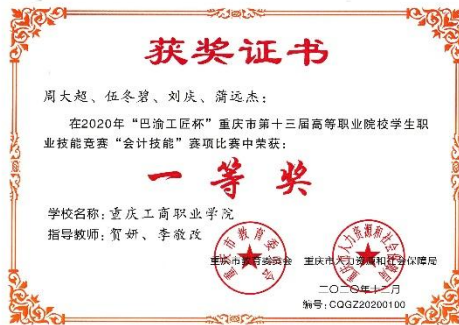 获奖证书
周大超、伍冬碧、刘庆、蒲远杰：
在2020年“巴渝工匠杯”重庆市第十三届高等职业院校学生职
业技能竞赛“会计技能”赛项比赛中荣获：
一等奖
学校名称：重庆工商职业学院
指导教师：贺妍、李敬改
重庆市教育委员会 重庆市人力资源和社会保障局
二〇二〇年十二月
编号：CQGZ20200100